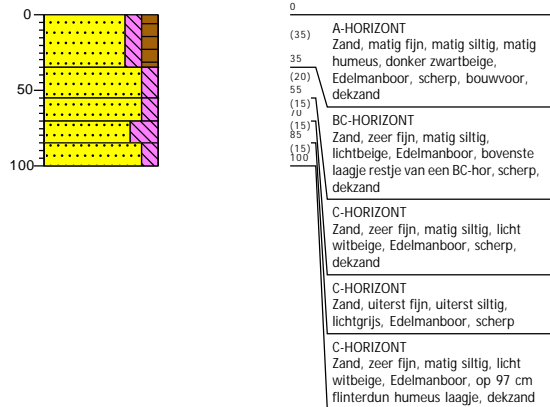 0
50
100
0
(35)
35
(20)
55
(15)
70
(15)
85
(15)
100
A-HORIZONT
Zand, matig fijn, matig siltig, matig
humeus, donker zwartbeige,
Edelmanboor, scherp, bouwvoor,
dekzand
BC-HORIZONT
Zand, zeer fijn, matig siltig,
lichtbeige, Edelmanboor, bovenste
laagje restje van een BC-hor, scherp,
dekzand
C-HORIZONT
Zand, zeer fijn, matig siltig, licht
witbeige, Edelmanboor, scherp,
dekzand
C-HORIZONT
Zand, uiterst fijn, uiterst siltig,
lichtgrijs, Edelmanboor, scherp
C-HORIZONT
Zand, zeer fijn, matig siltig, licht
witbeige, Edelmanboor, op 97 cm
flinterdun humeus laagje, dekzand